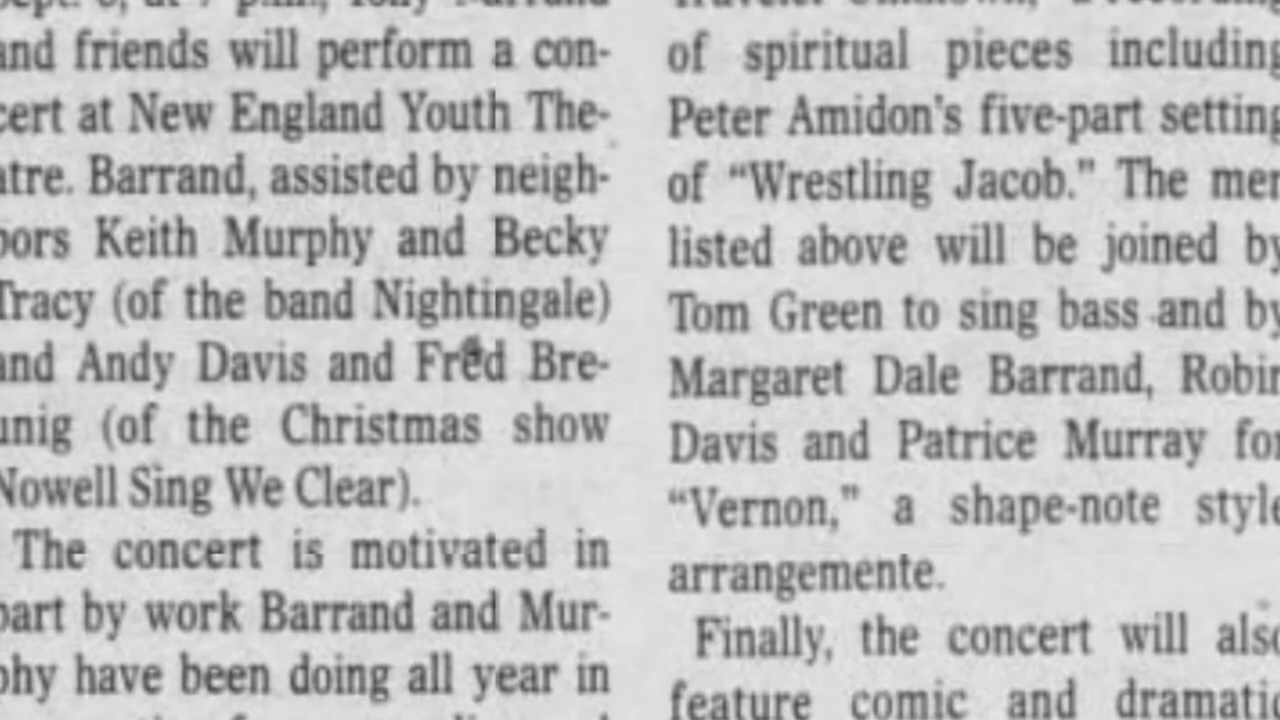 and friends will perform a con-
cert at New England Youth The-
atre. Barrand, assisted by neigh-
bors Keith Murphy and Becky
Tracy (of the band Nightingale)
and Andy Davis and Fred Bre-
unig (of the Christmas show
Nowell Sing We Clear).
The concert is motivated in
part by work Barrand and Mur-
phy have been doing all year in
of spiritual pieces including
Peter Amidon's five-part setting
of “Wrestling Jacob.” The men
listed above will be joined by
Tom Green to sing bass and by
Margaret Dale Barrand, Robin
Davis and Patrice Murray for
“Vernon,” a shape-note style
arrangemente.
Finally, the concert will also
feature comic and dramatic